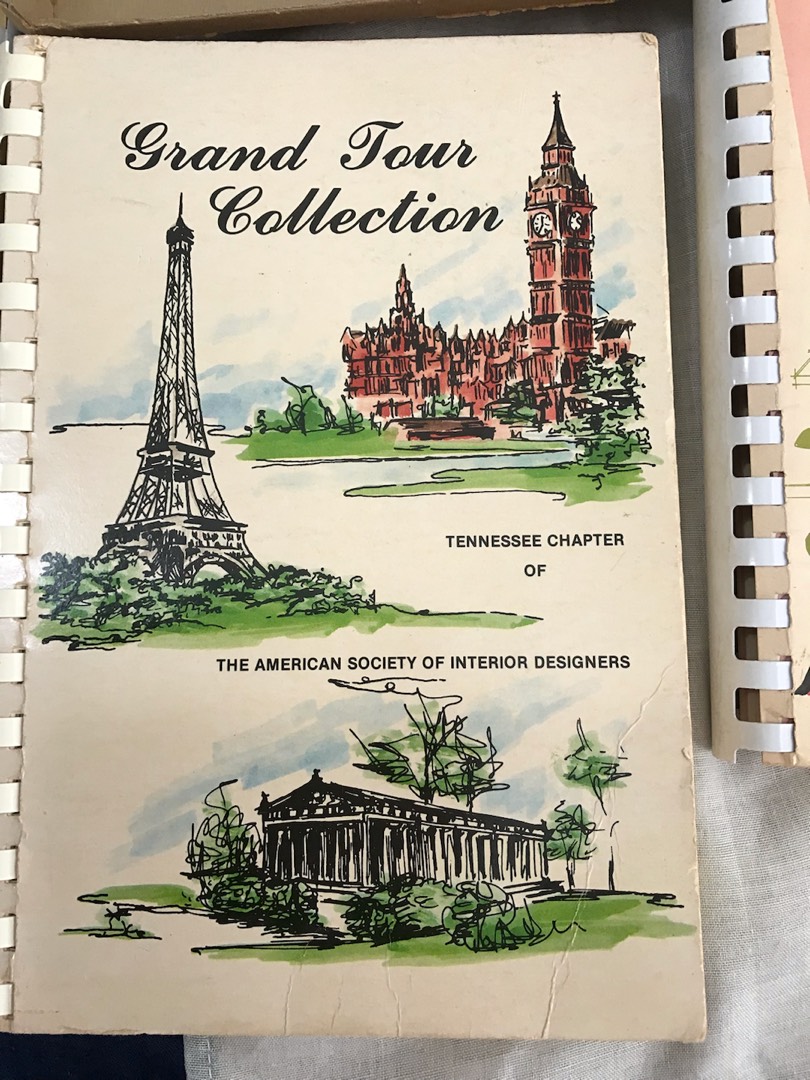 Grand Tour
Collection
TENNESSEE CHAPTER
OF
THE AMERICAN SOCIETY OF INTERIOR DESIGNERS